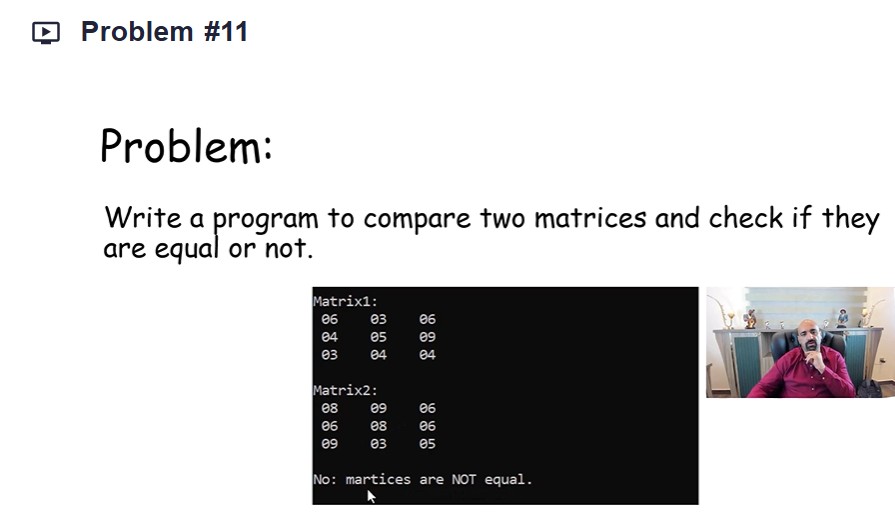 Problem #11
Problem:
Write a program to compare two matrices and check if they
are equal or not.
Matrix1:
06 03 06
04 05 09
03 04 04
Matrix2:
08 09 06
06 08 06
09 03 05
No: martices are NOT equal.